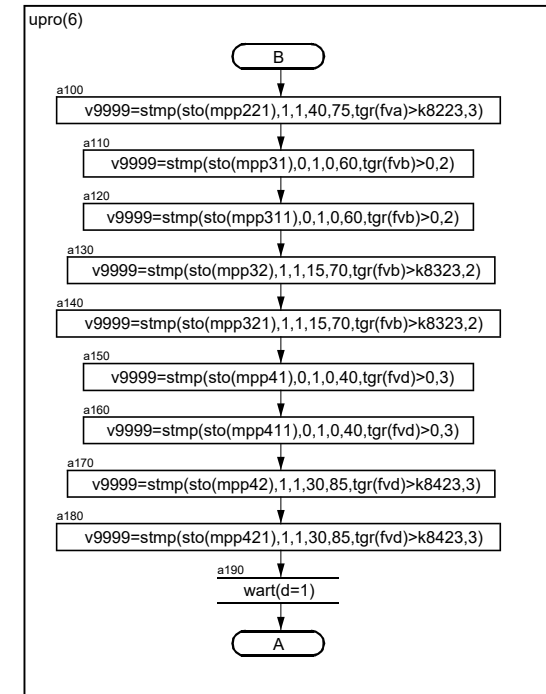 upro(6)
B
a100
v9999=stmp(sto(mpp221),1,1,40,75,tgr(fva)>k8223,3)
a110
v9999=stmp(sto(mpp31),0,1,0,60,tgr(fvb)>0,2)
a120
v9999=stmp(sto(mpp311),0,1,0,60,tgr(fvb)>0,2)
a130
v9999=stmp(sto(mpp32),1,1,15,70,tgr(fvb)>k8323,2)
a140
v9999=stmp(sto(mpp321),1,1,15,70,tgr(fvb)>k8323,2)
a150
v9999=stmp(sto(mpp41),0,1,0,40,tgr(fvd)>0,3)
a160
v9999=stmp(sto(mpp411),0,1,0,40,tgr(fvd)>0,3)
a170
v9999=stmp(sto(mpp42),1,1,30,85,tgr(fvd)>k8423,3)
a180
v9999=stmp(sto(mpp421),1,1,30,85,tgr(fvd)>k8423,3)
a190
wart(d=1)
A